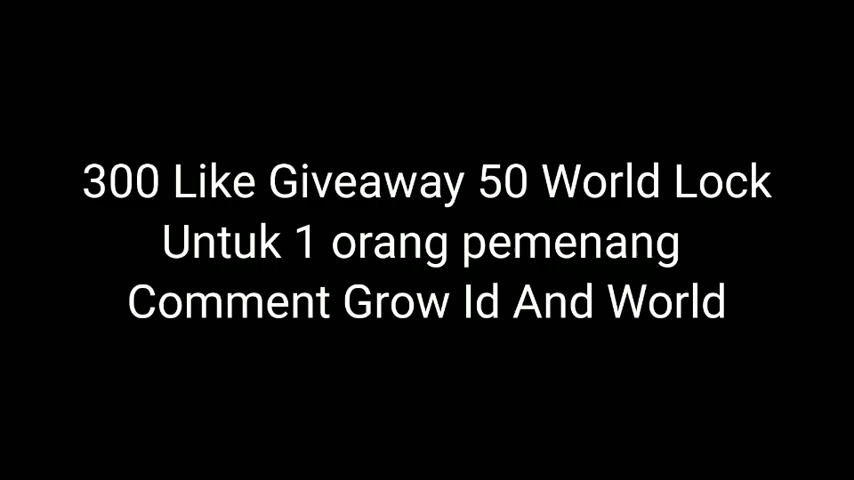 300 Like Giveaway 50 World Lock
Untuk 1 orang pemenang
Comment Grow Id And World